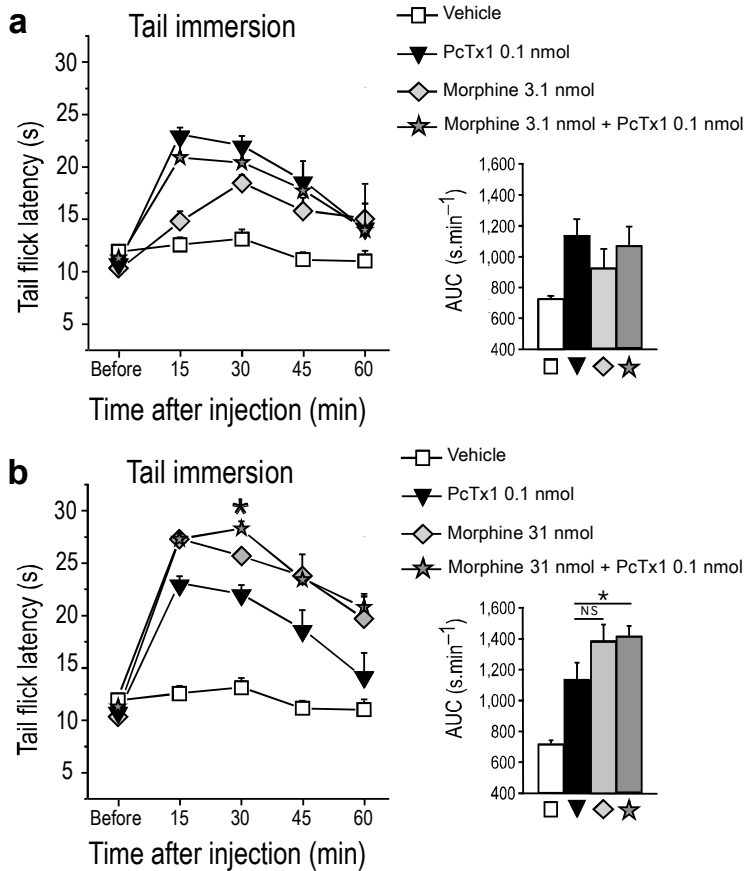 a
Tail immersion
Tail flick latency (s)
30
25
20
15
10
5
Before 15 30 45 60
Time after injection (min)
Vehicle
PcTx1 0.1 nmol
Morphine 3.1 nmol
Morphine 3.1 nmol + PcTx1 0.1 nmol
AUC (s.min⁻¹)
1,600
1,400
1,200
1,000
800
600
400
b
Tail immersion
*
Tail flick latency (s)
30
25
20
15
10
5
Before 15 30 45 60
Time after injection (min)
Vehicle
PcTx1 0.1 nmol
Morphine 31 nmol
Morphine 31 nmol + PcTx1 0.1 nmol
AUC (s.min⁻¹)
*
NS
1,600
1,400
1,200
1,000
800
600
400